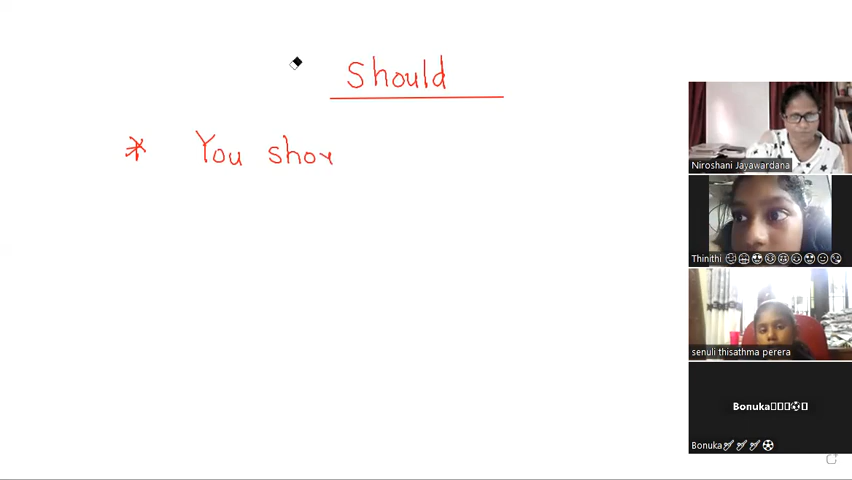 Should
* You shou
Niroshani Jayawardana
Thinithi
senuli thisathma perera
Bonuka
Bonuka